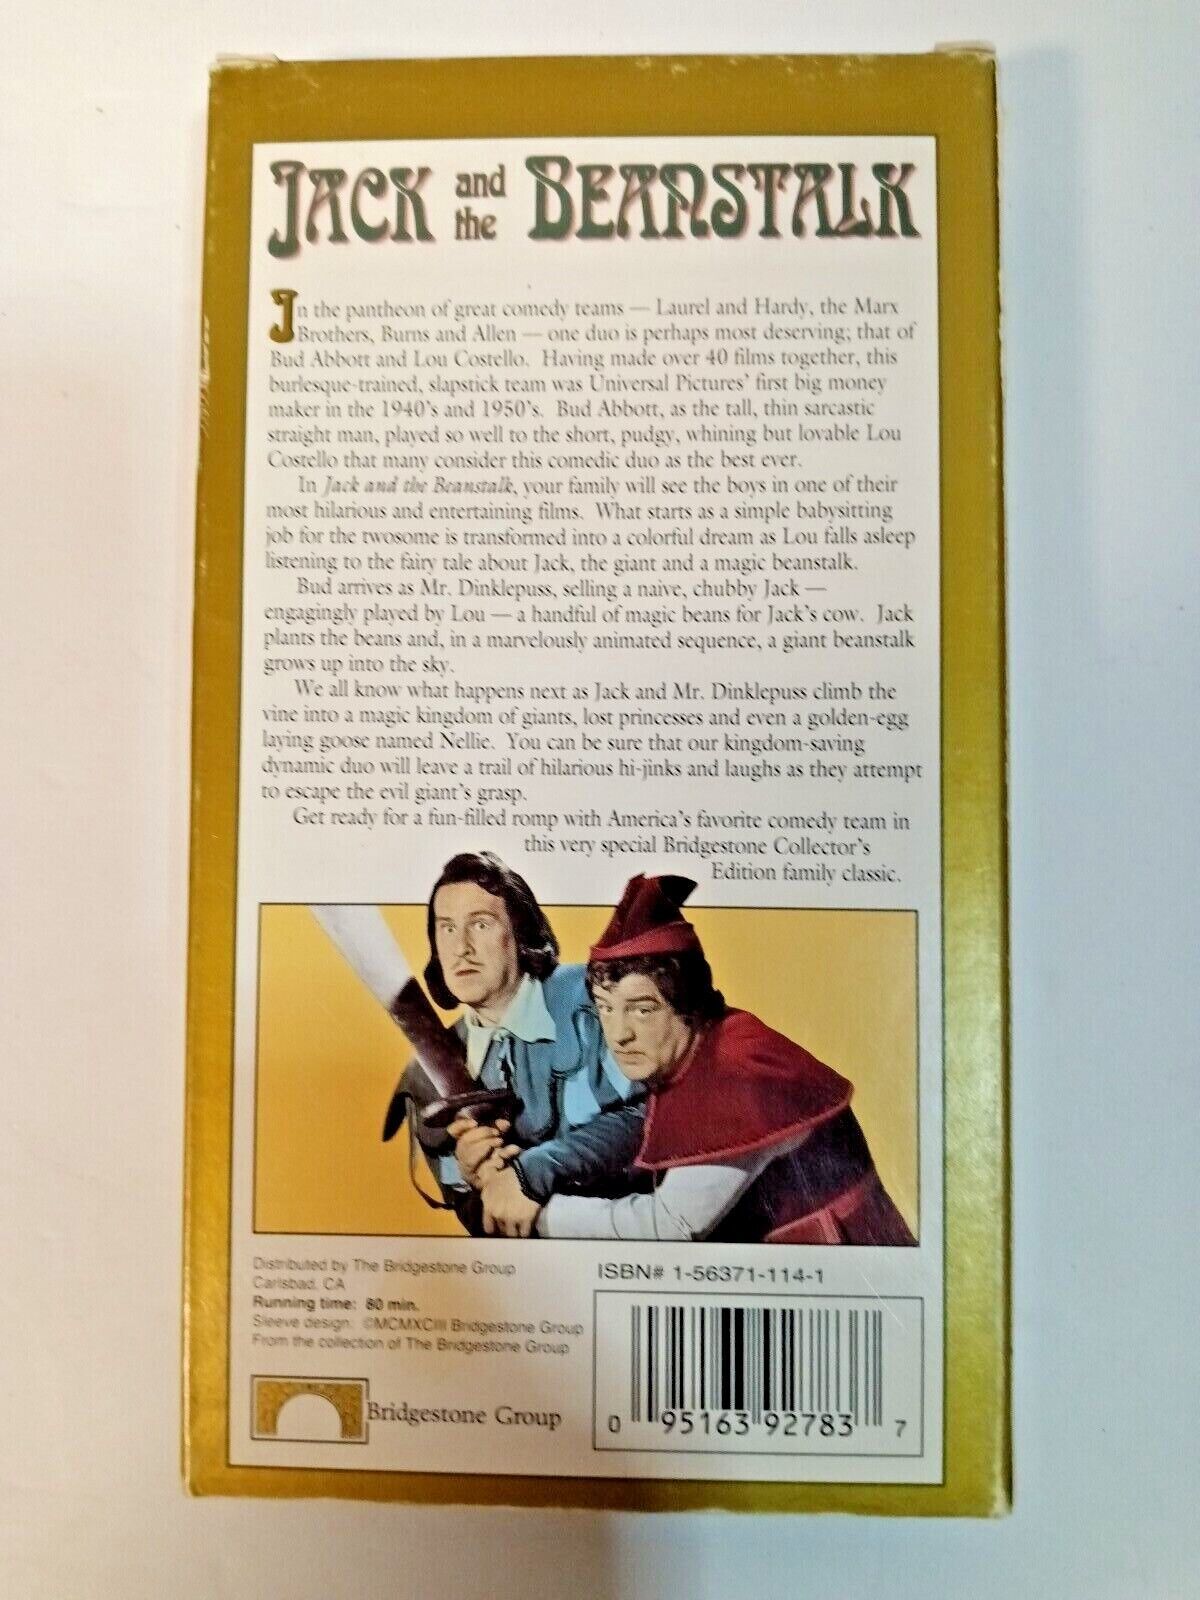 JACK and the BEANSTALK
In the pantheon of great comedy teams — Laurel and Hardy, the Marx
Brothers, Burns and Allen — one duo is perhaps most deserving; that of
Bud Abbott and Lou Costello. Having made over 40 films together, this
burlesque-trained, slapstick team was Universal Pictures' first big money
maker in the 1940's and 1950's. Bud Abbott, as the tall, thin sarcastic
straight man, played so well to the short, pudgy, whining but lovable Lou
Costello that many consider this comedic duo as the best ever.
In Jack and the Beanstalk, your family will see the boys in one of their
most hilarious and entertaining films. What starts as a simple babysitting
job for the twosome is transformed into a colorful dream as Lou falls asleep
listening to the fairy tale about Jack, the giant and a magic beanstalk.
Bud arrives as Mr. Dinklepuss, selling a naive, chubby Jack —
engagingly played by Lou — a handful of magic beans for Jack's cow. Jack
plants the beans and, in a marvelously animated sequence, a giant beanstalk
grows up into the sky.
We all know what happens next as Jack and Mr. Dinklepuss climb the
vine into a magic kingdom of giants, lost princesses and even a golden-egg
laying goose named Nellie. You can be sure that our kingdom-saving
dynamic duo will leave a trail of hilarious hi-jinks and laughs as they attempt
to escape the evil giant's grasp.
Get ready for a fun-filled romp with America's favorite comedy team in
this very special Bridgestone Collector's
Edition family classic.
Distributed by The Bridgestone Group
Carlsbad, CA
Running time: 80 min.
Sleeve design: ©MCMXCIII Bridgestone Group
From the collection of The Bridgestone Group
Bridgestone Group
ISBN# 1-56371-114-1
0 95163 92783 7